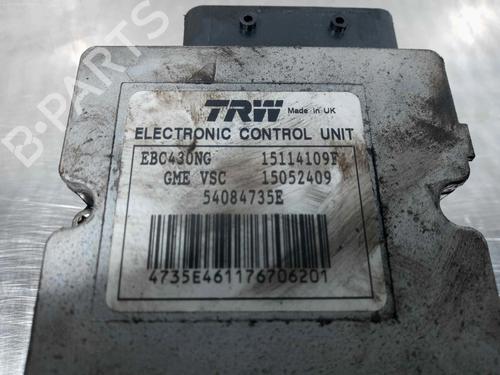 TRW Made in UK
ELECTRONIC CONTROL UNIT
EBC430NG 15114109F
GME VSC 15052409
54084735E
4735E461176706201
B-PARTS